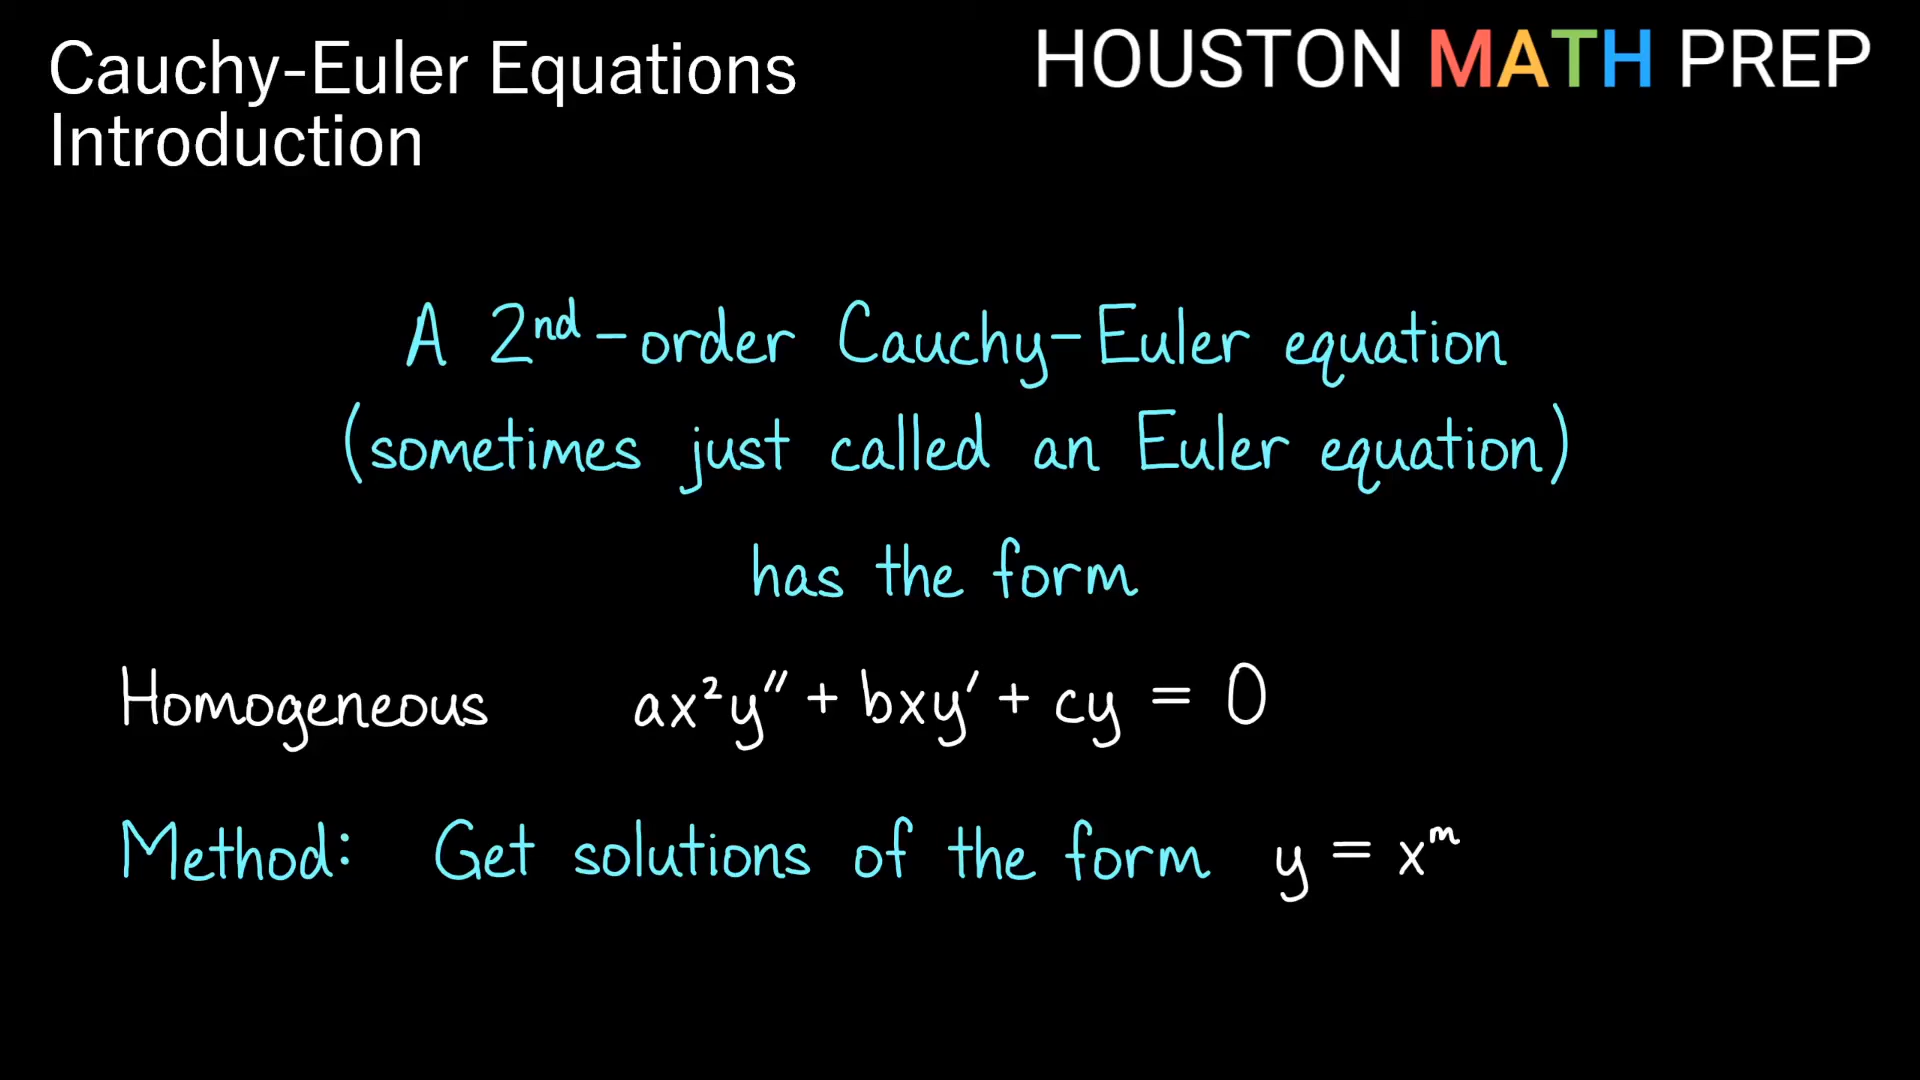 Cauchy-Euler Equations
Introduction
HOUSTON MATH PREP
A 2nd-order Cauchy-Euler equation
(sometimes just called an Euler equation)
has the form
Homogeneous ax²y″ + bxy′ + cy = 0
Method: Get solutions of the form y = xᵐ